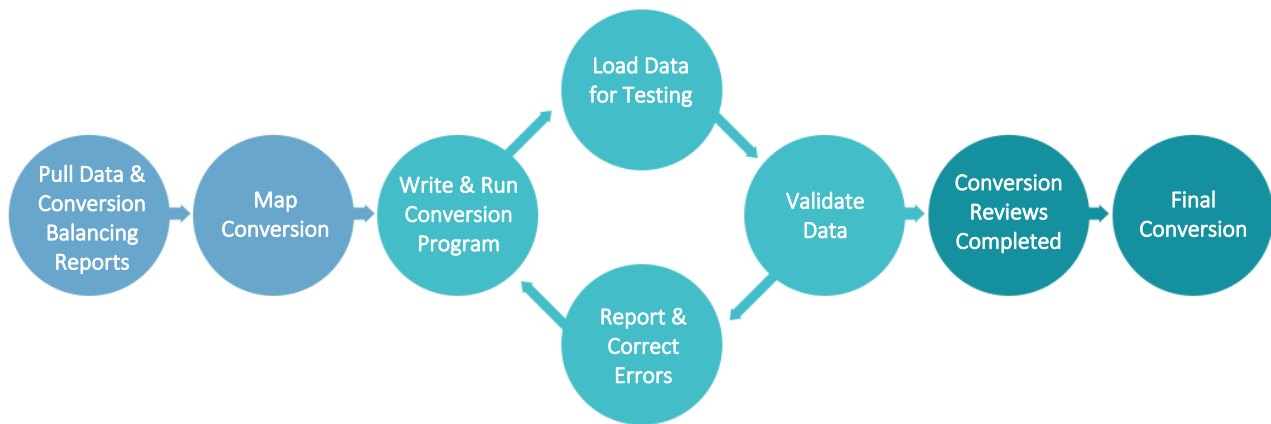 Pull Data &
Conversion
Balancing
Reports
Map
Conversion
Write & Run
Conversion
Program
Load Data
for Testing
Validate
Data
Report &
Correct
Errors
Conversion
Reviews
Completed
Final
Conversion